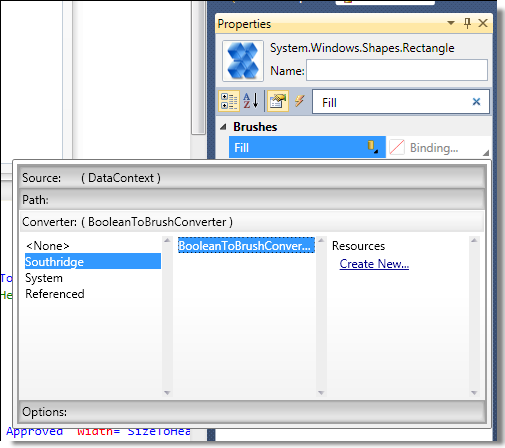 Properties
System.Windows.Shapes.Rectangle
Name:
Fill
Brushes
Fill Binding...
Source: ( DataContext )
Path:
Converter: ( BooleanToBrushConverter )
<None> BooleanToBrushConver... Resources
Southridge Create New...
System
To
Referenced
He
Options:
Approved" Width="SizeToHea